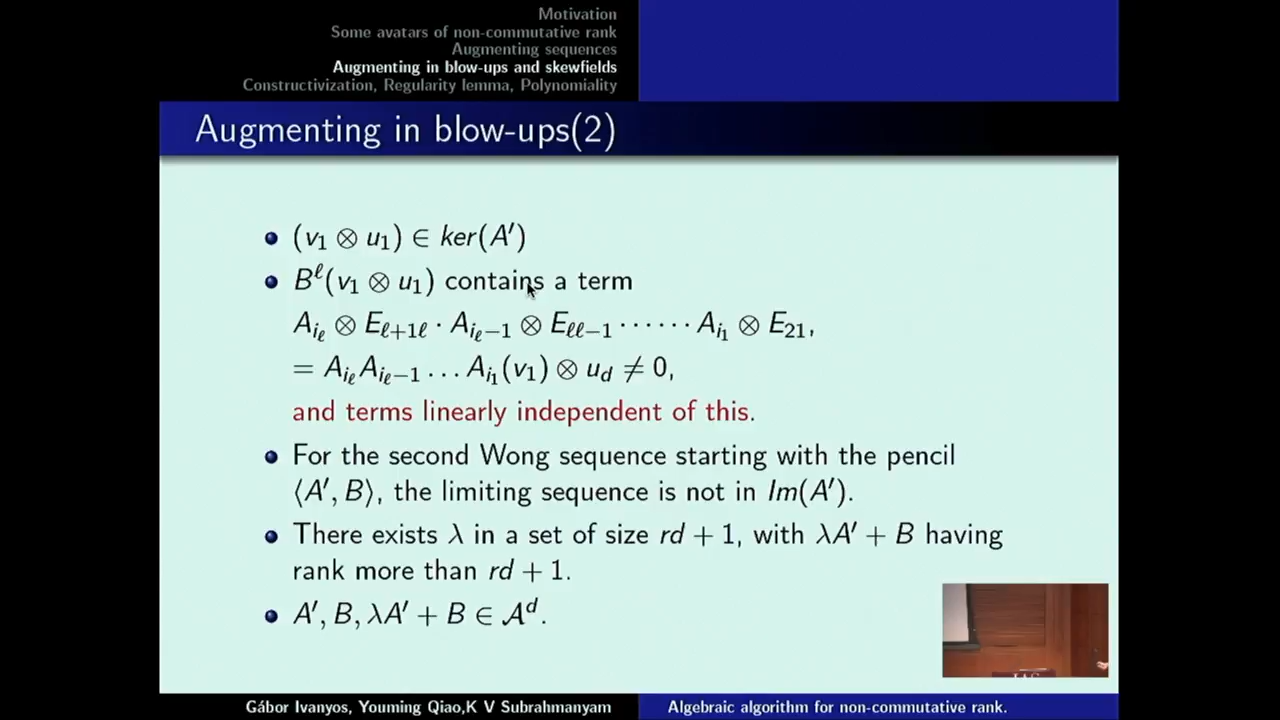 Motivation
Some avatars of non-commutative rank
Augmenting sequences
Augmenting in blow-ups and skewfields
Constructivization, Regularity lemma, Polynomiality
Augmenting in blow-ups(2)
(v₁ ⊗ u₁) ∈ ker(A′)
Bˡ(v₁ ⊗ u₁) contains a term
A_{i_ℓ} ⊗ E_{ℓ+1ℓ} · A_{i_ℓ−1} ⊗ E_{ℓℓ−1} · · · · · · A_{i_1} ⊗ E_{21},
= A_{i_ℓ} A_{i_ℓ−1} . . . A_{i_1}(v₁) ⊗ u_d ≠ 0,
and terms linearly independent of this.
For the second Wong sequence starting with the pencil
⟨A′, B⟩, the limiting sequence is not in Im(A′).
There exists λ in a set of size rd + 1, with λA′ + B having
rank more than rd + 1.
A′, B, λA′ + B ∈ 𝒜ᵈ.
IAS
Gábor Ivanyos, Youming Qiao,K V Subrahmanyam
Algebraic algorithm for non-commutative rank.